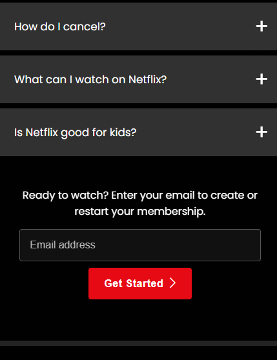 How do I cancel?
What can I watch on Netflix?
Is Netflix good for kids?
Ready to watch? Enter your email to create or
restart your membership.
Email address
Get Started